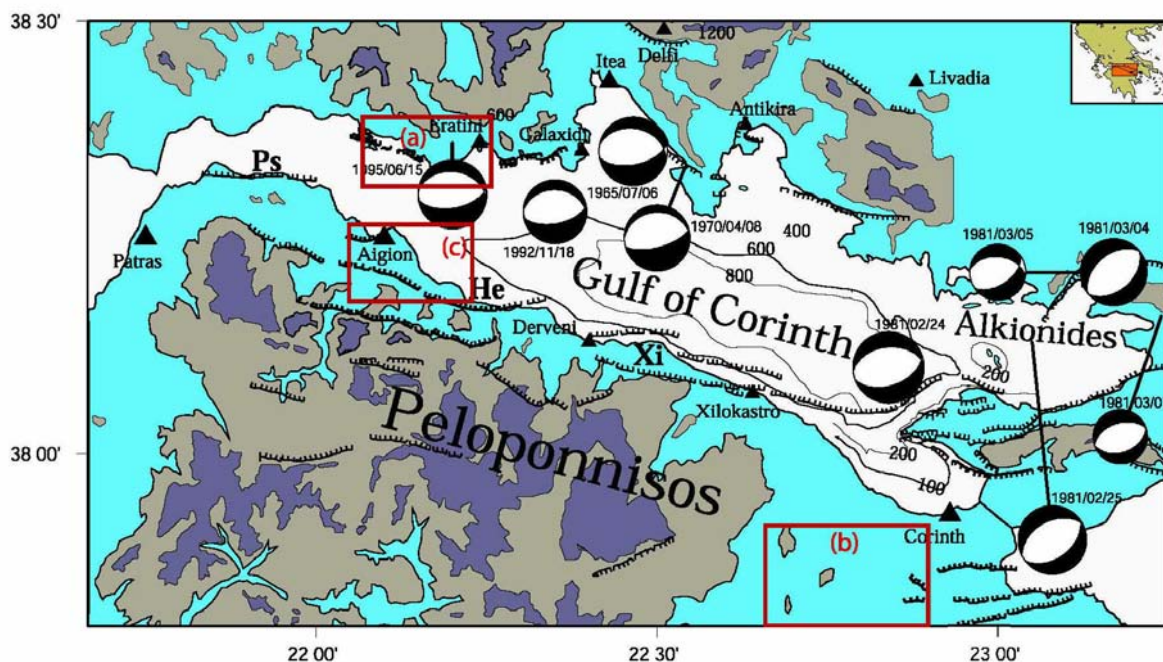 38 30'
1200
Delfi
Itea
Livadia
600
(a)
Eratini
Galaxidi
Antikira
Ps
1995/06/15
1965/07/06
1970/04/08
400
1981/03/05
1981/03/04
Patras
Aigion
(c)
1992/11/18
600
800
He
Gulf of Corinth
1981/02/24
Alkionides
Derveni
Xi
200
Xilokastro
1981/03/0
Peloponnisos
38 00'
200
100
1981/02/25
Corinth
(b)
22 00'
22 30'
23 00'